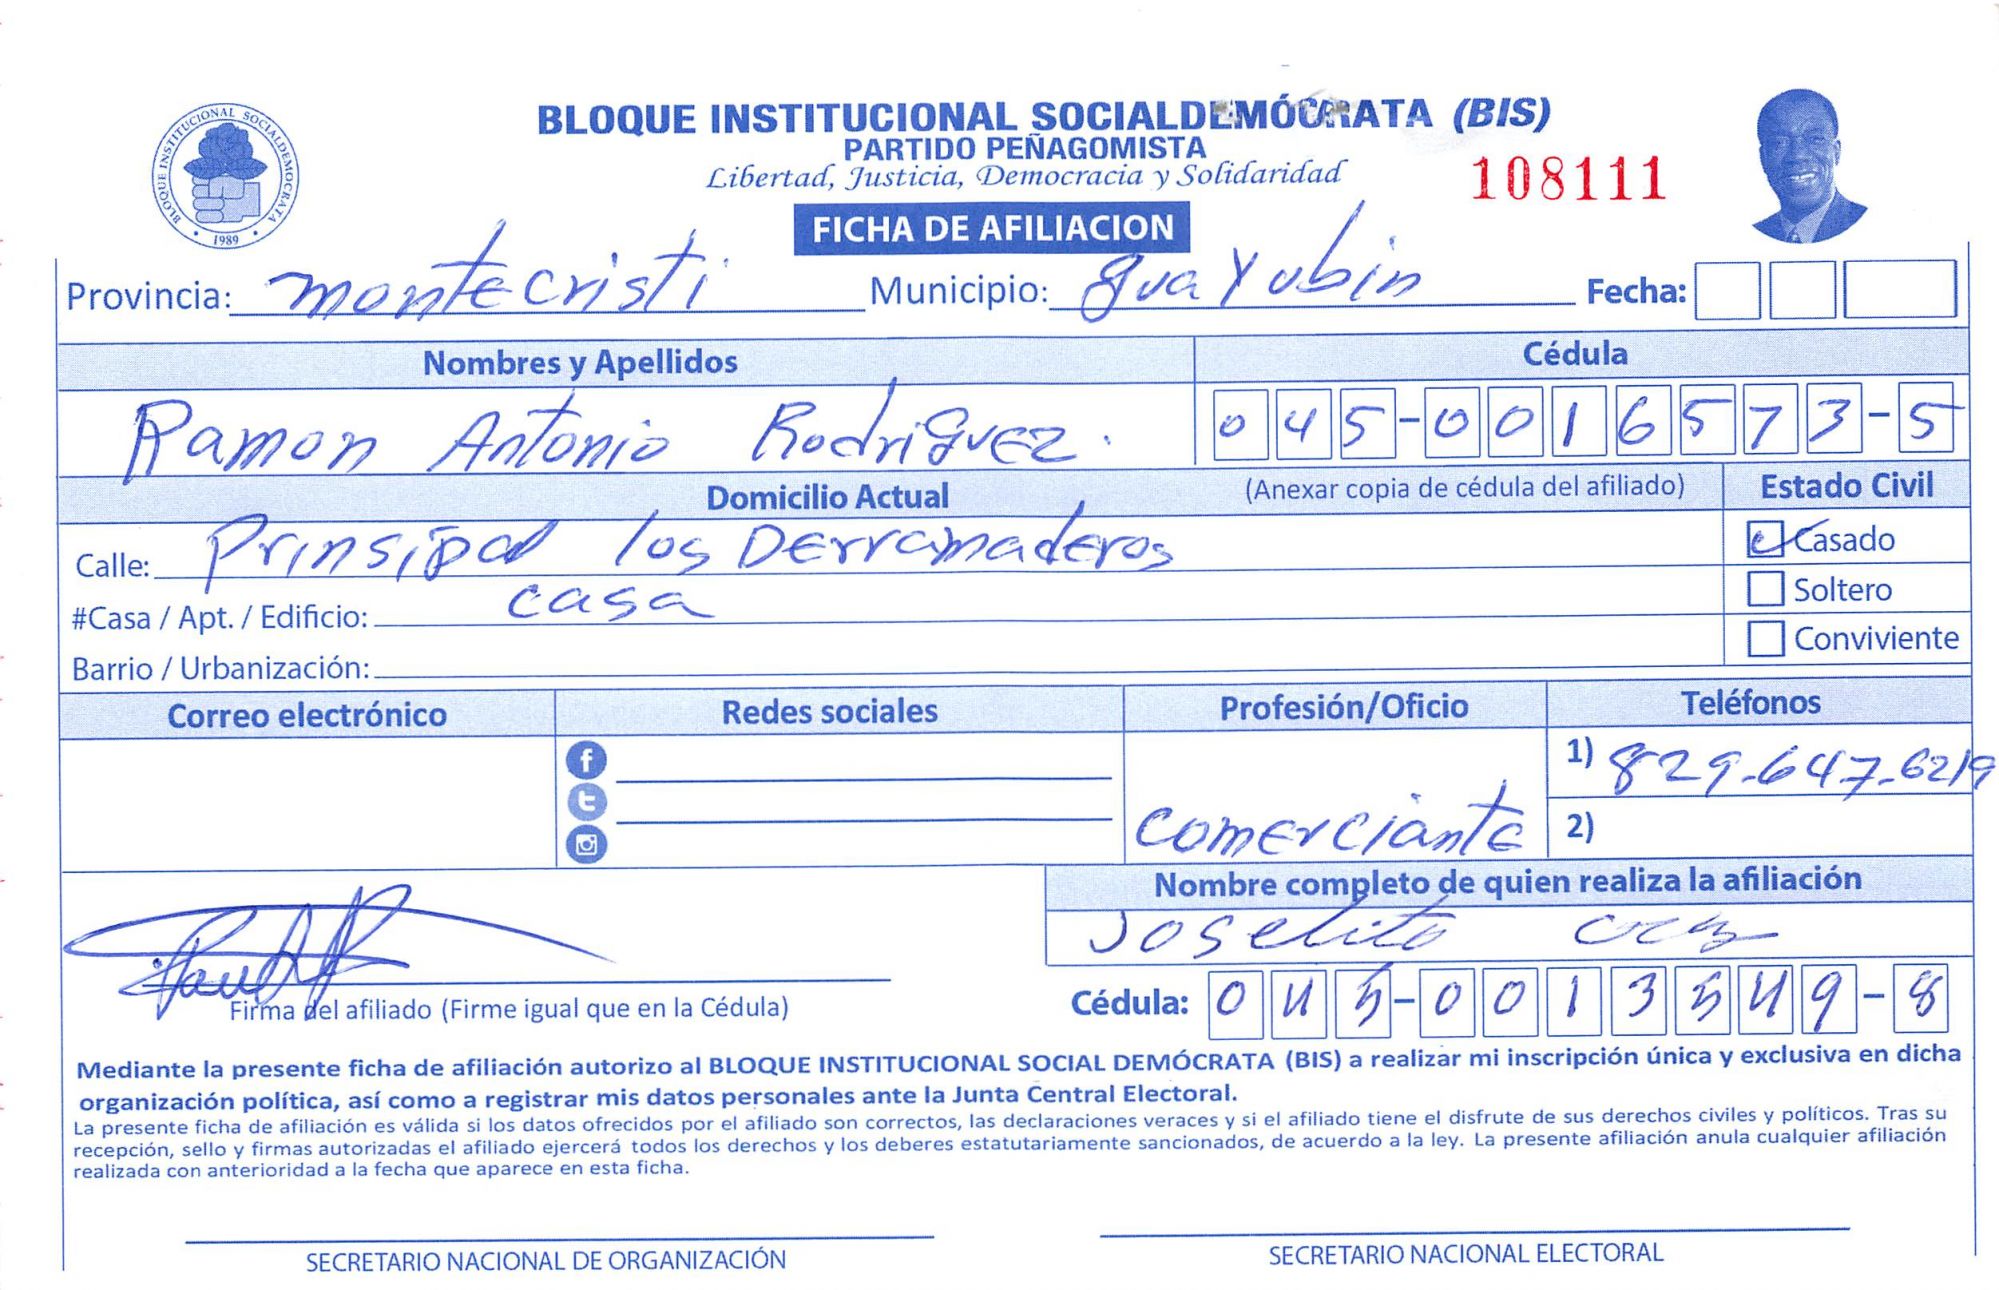 BLOQUE INSTITUCIONAL SOCIALDEMÓCRATA (BIS)
PARTIDO PEÑAGOMISTA
Libertad, Justicia, Democracia y Solidaridad
108111
BLOQUE INSTITUCIONAL SOCIALDEMOCRATA
1989
FICHA DE AFILIACION
Provincia: montecristi Municipio: guaYubin Fecha:
Nombres y Apellidos Cédula
Ramon Antonio Rodriguez. 045-0016573-5
Domicilio Actual (Anexar copia de cédula del afiliado) Estado Civil
Calle: Prinsipal los Derramaderos Casado
#Casa / Apt. / Edificio: casa Soltero
Barrio / Urbanización: Conviviente
Correo electrónico Redes sociales Profesión/Oficio Teléfonos
1) 829-647-6219
comerciante 2)
Nombre completo de quien realiza la afiliación
Joselito
Firma del afiliado (Firme igual que en la Cédula) Cédula: 045-0013549-8
Mediante la presente ficha de afiliación autorizo al BLOQUE INSTITUCIONAL SOCIAL DEMÓCRATA (BIS) a realizar mi inscripción única y exclusiva en dicha
organización política, así como a registrar mis datos personales ante la Junta Central Electoral.
La presente ficha de afiliación es válida si los datos ofrecidos por el afiliado son correctos, las declaraciones veraces y si el afiliado tiene el disfrute de sus derechos civiles y políticos. Tras su
recepción, sello y firmas autorizadas el afiliado ejercerá todos los derechos y los deberes estatutariamente sancionados, de acuerdo a la ley. La presente afiliación anula cualquier afiliación
realizada con anterioridad a la fecha que aparece en esta ficha.
SECRETARIO NACIONAL DE ORGANIZACIÓN SECRETARIO NACIONAL ELECTORAL